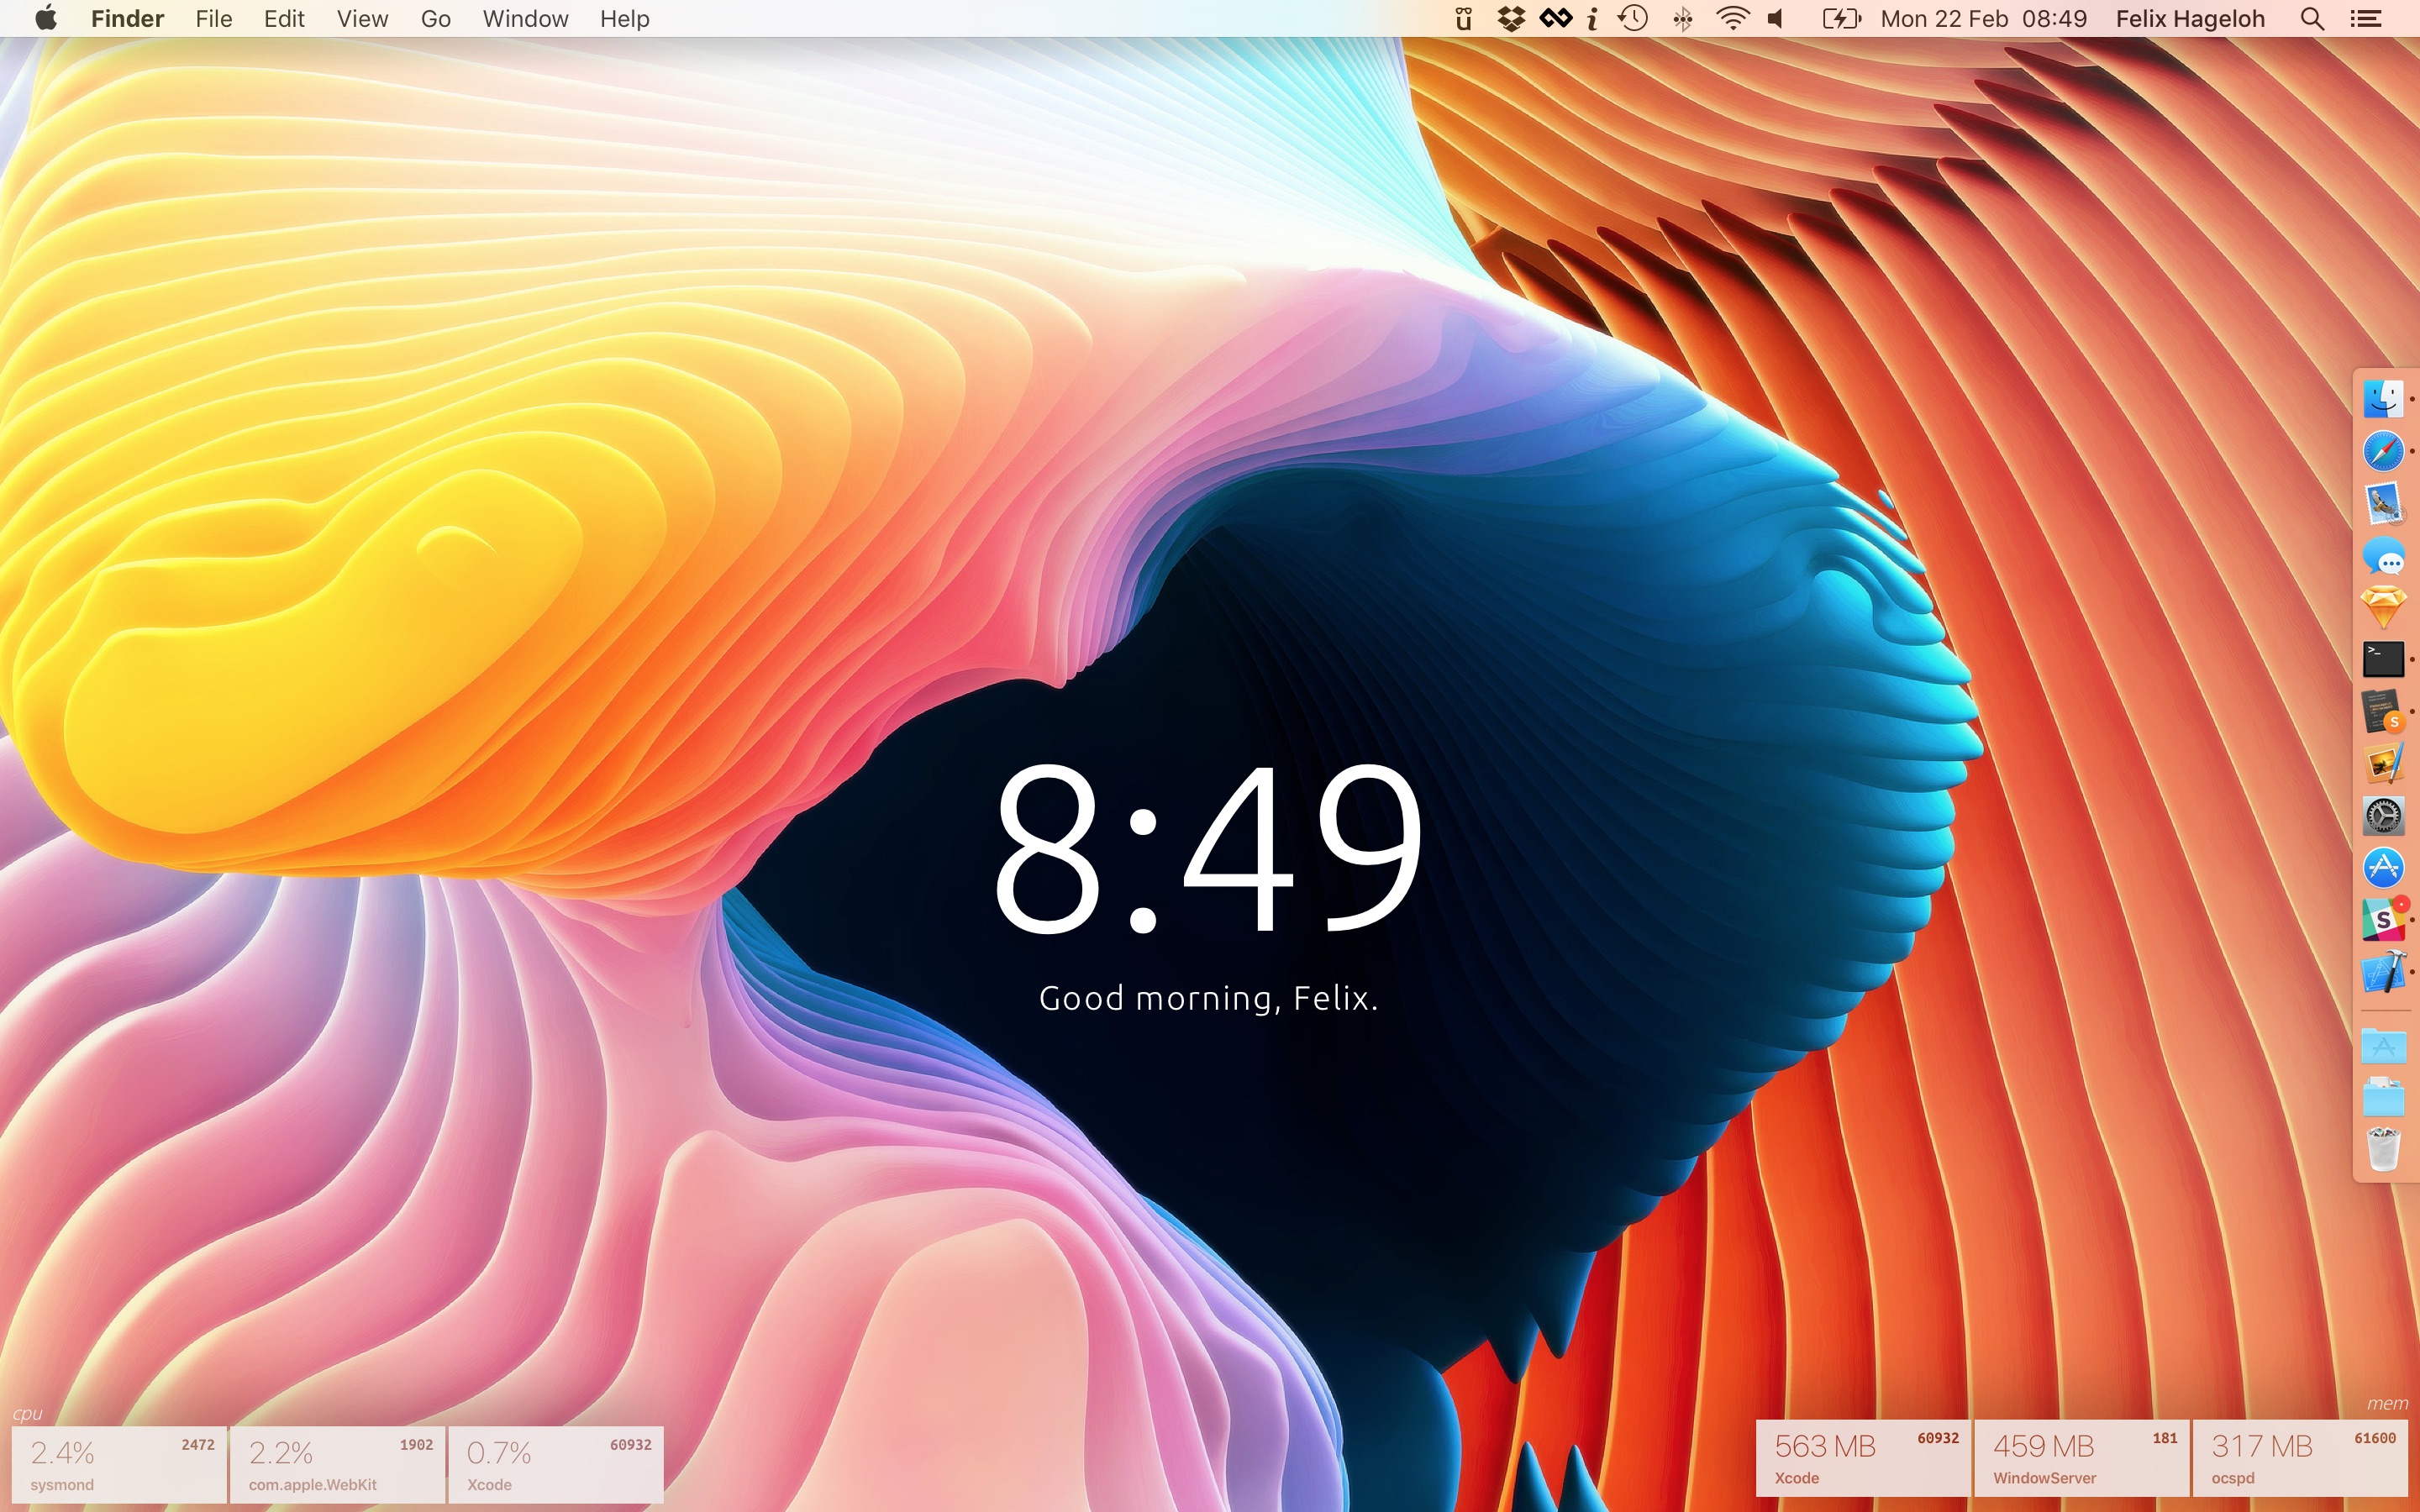 Finder File Edit View Go Window Help
ü i Mon 22 Feb 08:49 Felix Hageloh
>_
S
S
8:49
Good morning, Felix.
cpu
2.4% 2472
sysmond
2.2% 1902
com.apple.WebKit
0.7% 60932
Xcode
mem
563 MB 60932
Xcode
459 MB 181
WindowServer
317 MB 61600
ocspd